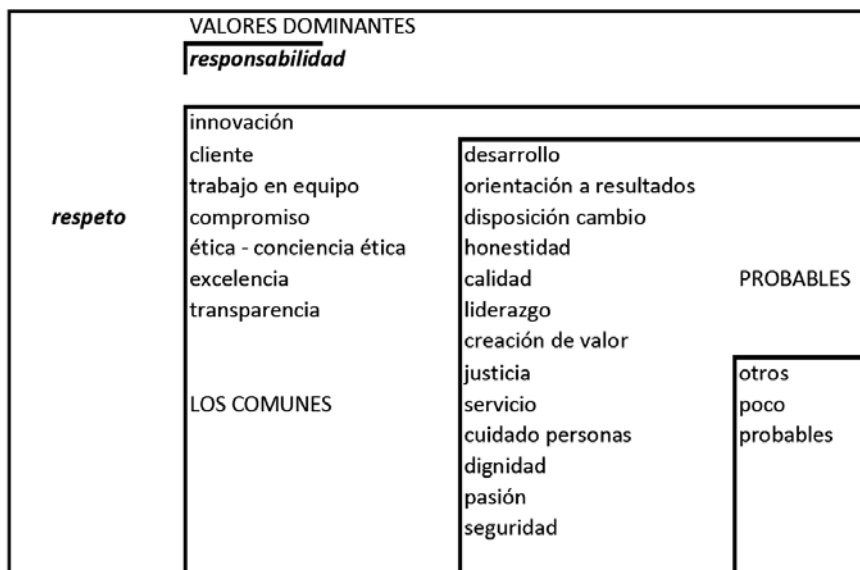 VALORES DOMINANTES
responsabilidad
respeto
innovación
cliente
trabajo en equipo
compromiso
ética - conciencia ética
excelencia
transparencia
LOS COMUNES
desarrollo
orientación a resultados
disposición cambio
honestidad
calidad
liderazgo
creación de valor
justicia
servicio
cuidado personas
dignidad
pasión
seguridad
PROBABLES
otros
poco
probables